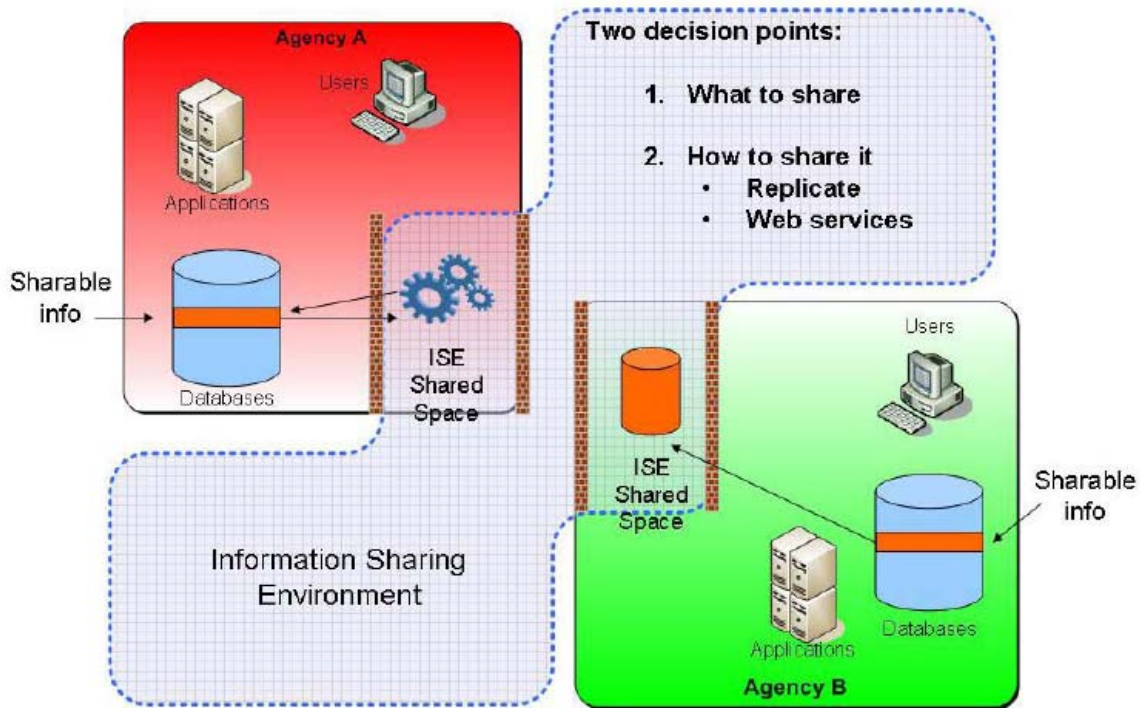 Agency A
Users
Applications
Sharable
info
Databases
ISE
Shared
Space
Two decision points:
1. What to share
2. How to share it
• Replicate
• Web services
Information Sharing
Environment
ISE
Shared
Space
Users
Sharable
info
Databases
Applications
Agency B